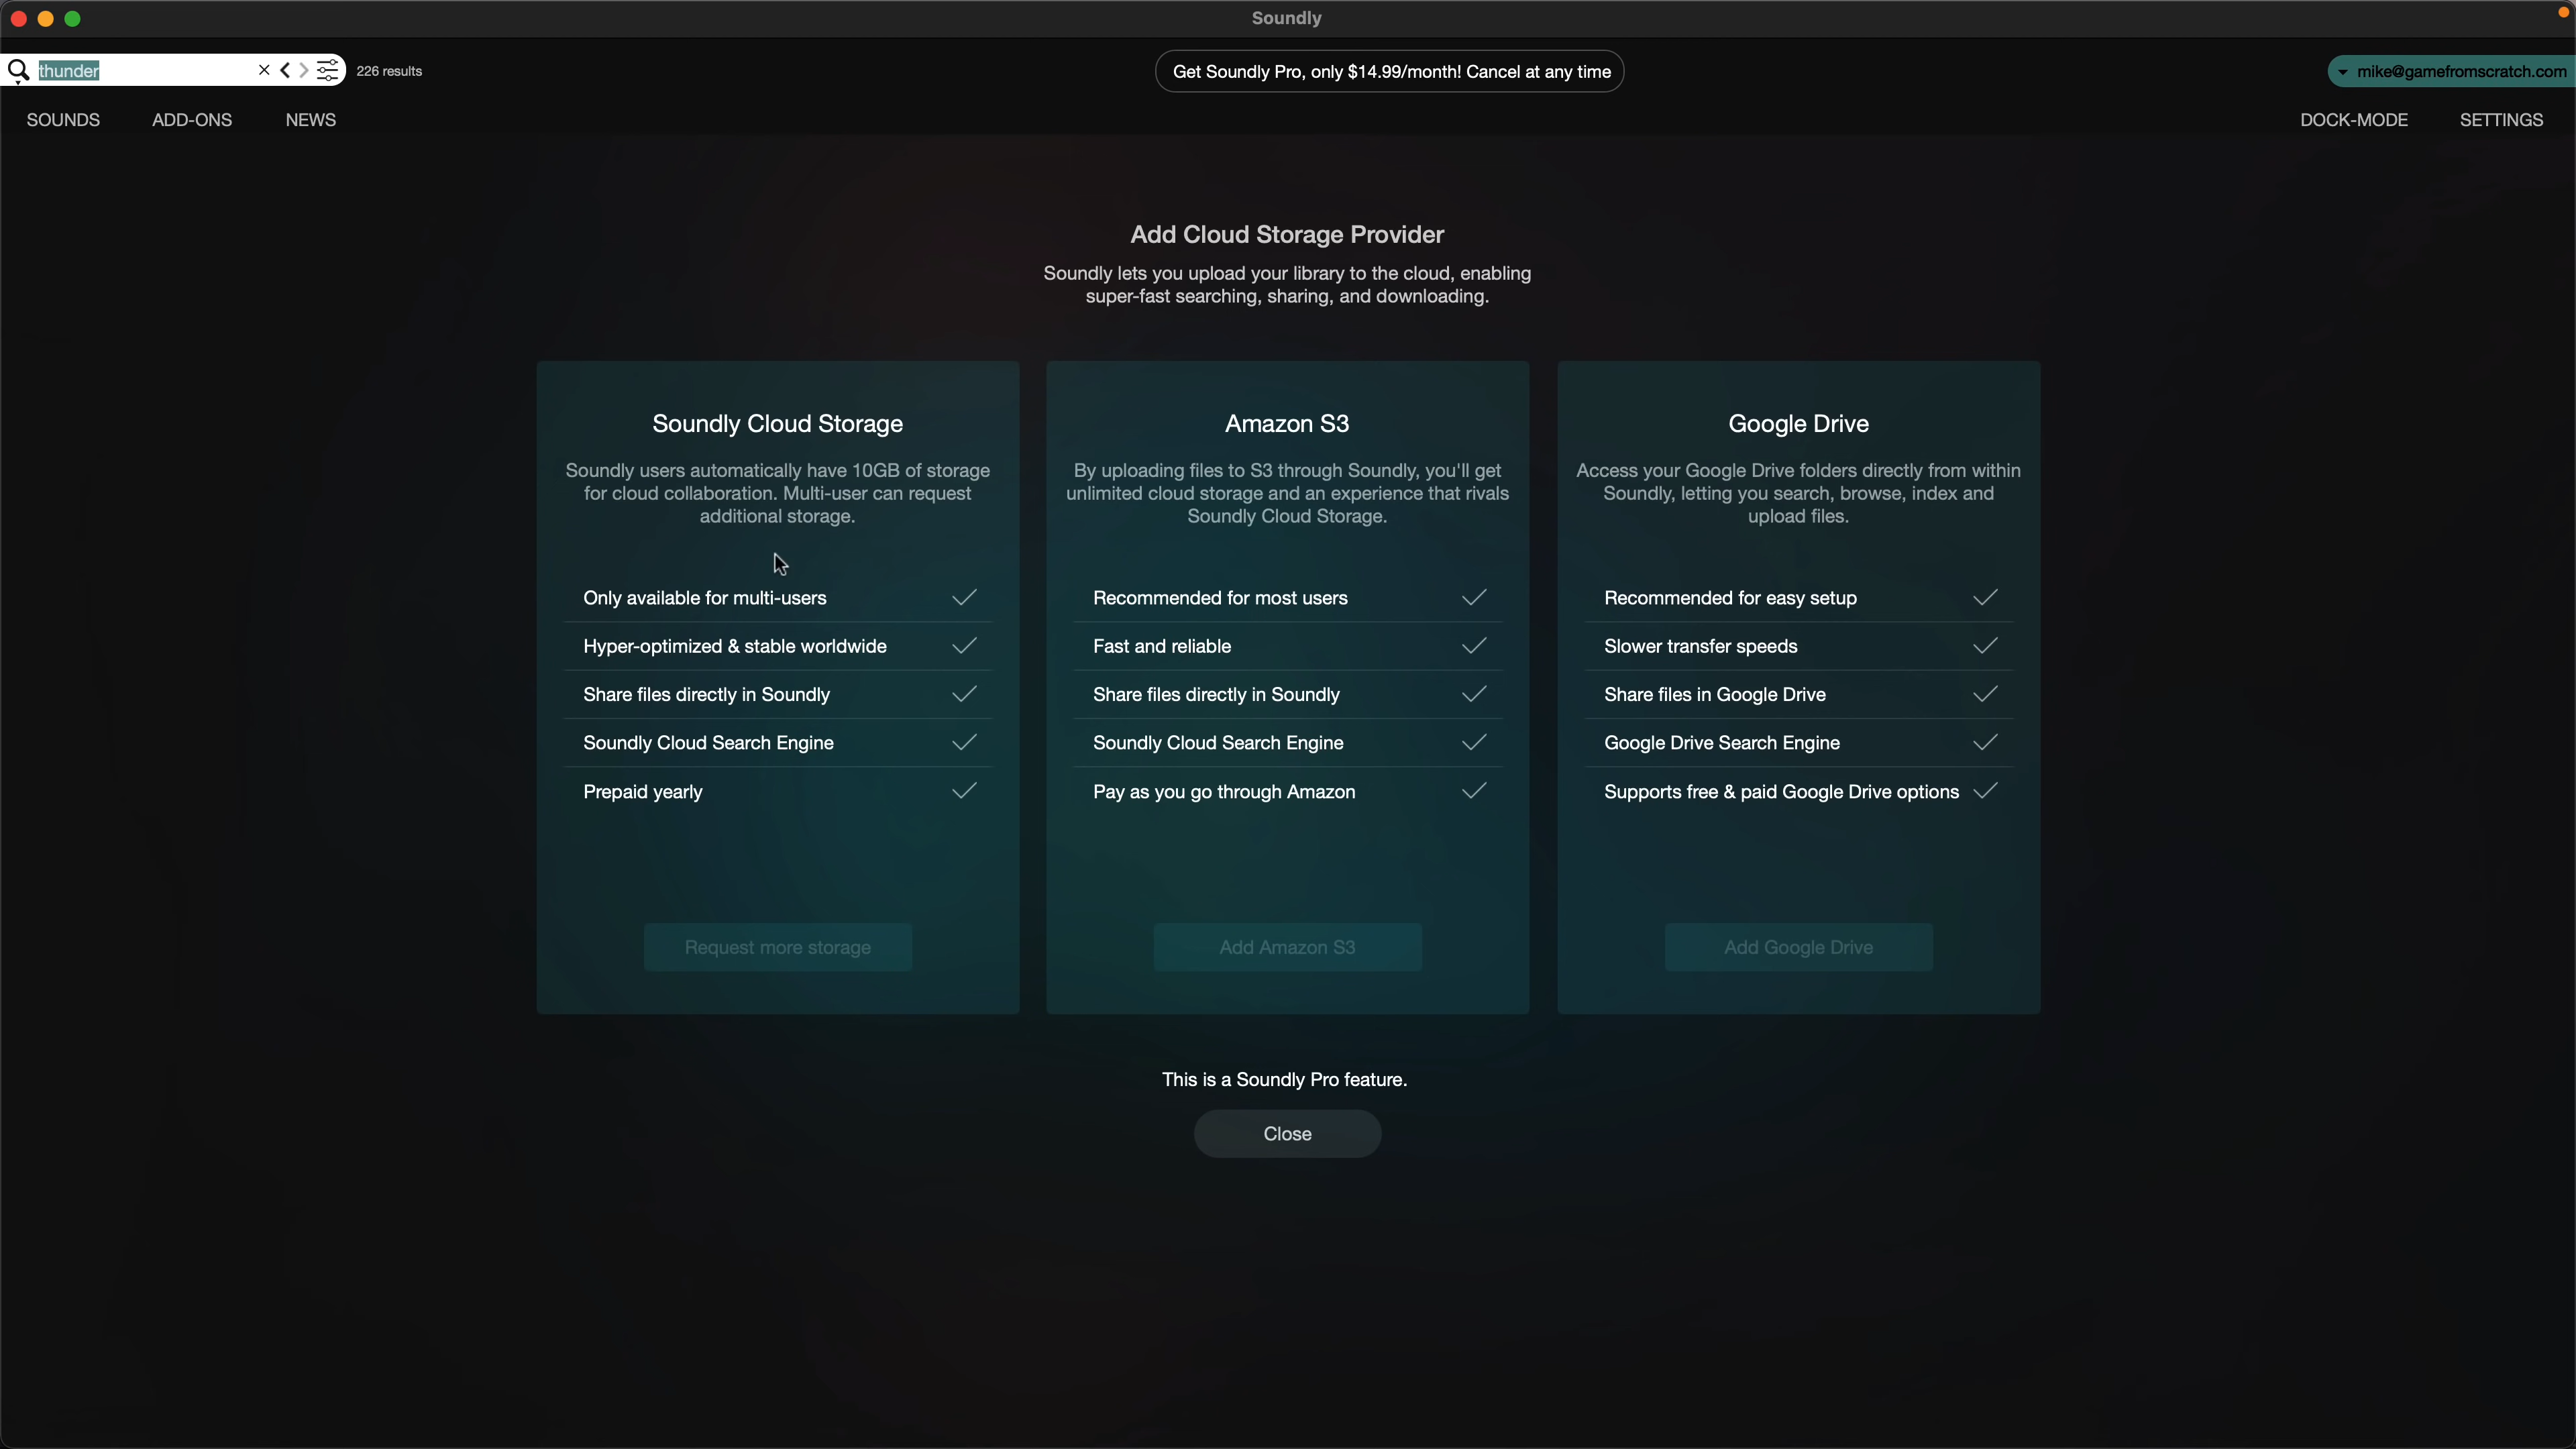 Soundly
thunder
226 results
Get Soundly Pro, only $14.99/month! Cancel at any time
mike@gamefromscratch.com
SOUNDS
ADD-ONS
NEWS
DOCK-MODE
SETTINGS
Add Cloud Storage Provider
Soundly lets you upload your library to the cloud, enabling
super-fast searching, sharing, and downloading.
Soundly Cloud Storage
Soundly users automatically have 10GB of storage
for cloud collaboration. Multi-user can request
additional storage.
Only available for multi-users
Hyper-optimized & stable worldwide
Share files directly in Soundly
Soundly Cloud Search Engine
Prepaid yearly
Request more storage
Amazon S3
By uploading files to S3 through Soundly, you'll get
unlimited cloud storage and an experience that rivals
Soundly Cloud Storage.
Recommended for most users
Fast and reliable
Share files directly in Soundly
Soundly Cloud Search Engine
Pay as you go through Amazon
Add Amazon S3
Google Drive
Access your Google Drive folders directly from within
Soundly, letting you search, browse, index and
upload files.
Recommended for easy setup
Slower transfer speeds
Share files in Google Drive
Google Drive Search Engine
Supports free & paid Google Drive options
Add Google Drive
This is a Soundly Pro feature.
Close